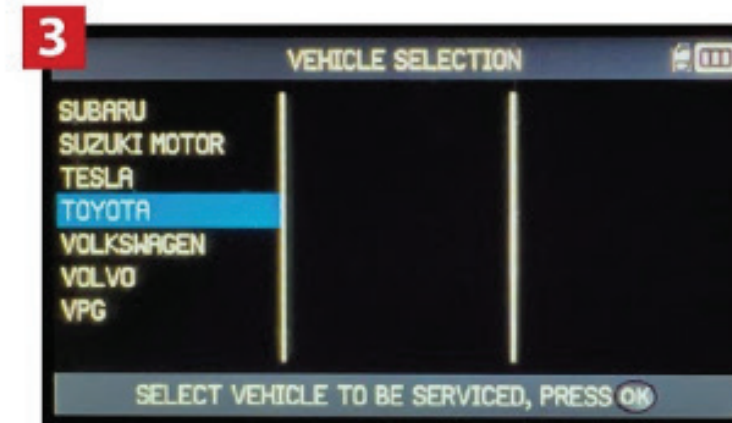 3
VEHICLE SELECTION
SUBARU
SUZUKI MOTOR
TESLA
TOYOTA
VOLKSWAGEN
VOLVO
VPG
SELECT VEHICLE TO BE SERVICED, PRESS OK